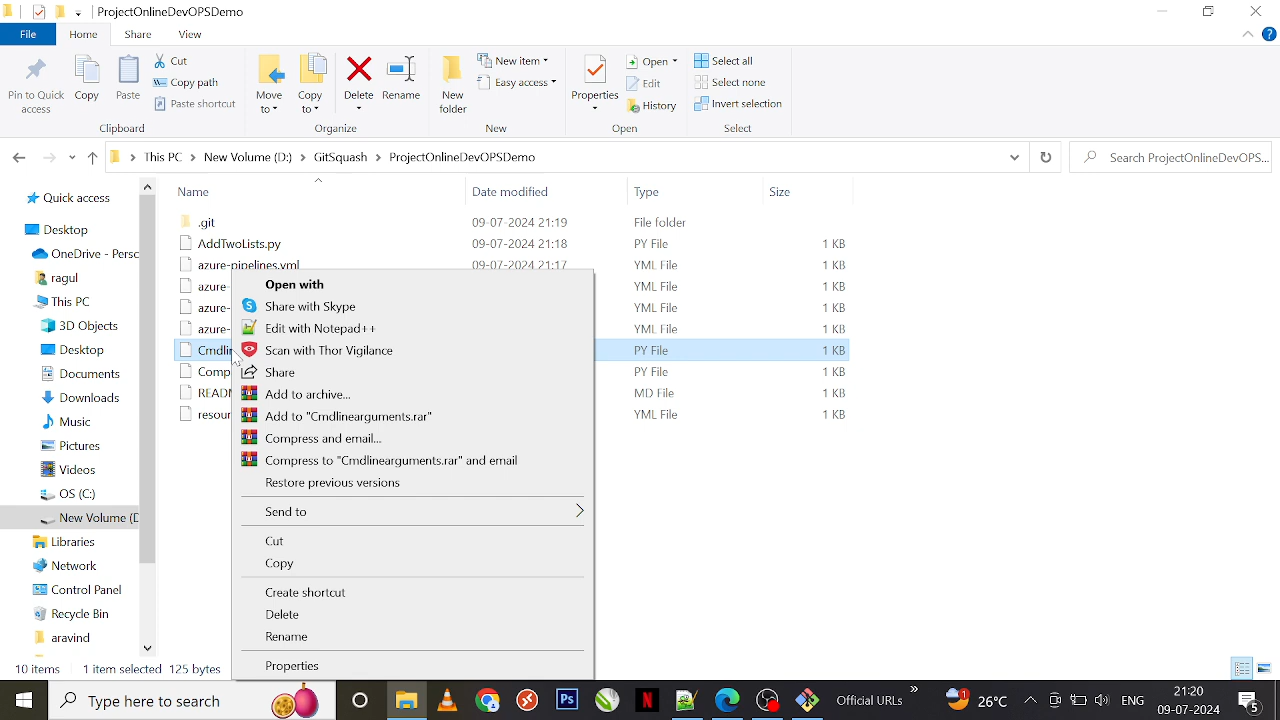 ProjectOnlineDevOPSDemo
File Home Share View
Pin to Quick access
Copy
Paste
Cut
Copy path
Paste shortcut
Move to
Copy to
Delete
Rename
New folder
New item
Easy access
Properties
Open
Edit
History
Select all
Select none
Invert selection
Clipboard Organize New Open Select
This PC New Volume (D:) GitSquash ProjectOnlineDevOPSDemo
Search ProjectOnlineDevOPS...
Name Date modified Type Size
Quick access
Desktop
OneDrive - Perso
ragul
This PC
3D Objects
Desktop
Documents
Downloads
Music
Pictures
Videos
OS (C:)
New Volume (D
Libraries
Network
Control Panel
Recycle Bin
aravind
.git 09-07-2024 21:19 File folder
AddTwoLists.py 09-07-2024 21:18 PY File 1 KB
azure-pipelines.yml 09-07-2024 21:17 YML File 1 KB
azure- YML File 1 KB
azure- YML File 1 KB
azure- YML File 1 KB
Cmdlin PY File 1 KB
Comp PY File 1 KB
READN MD File 1 KB
resour YML File 1 KB
Open with
Share with Skype
Edit with Notepad++
Scan with Thor Vigilance
Share
Add to archive...
Add to "Cmdlinearguments.rar"
Compress and email...
Compress to "Cmdlinearguments.rar" and email
Restore previous versions
Send to
Cut
Copy
Create shortcut
Delete
Rename
Properties
10 items 1 item selected 125 bytes
Type here to search
Ps
N
Official URLs
1
26°C
ENG
21:20
09-07-2024
1